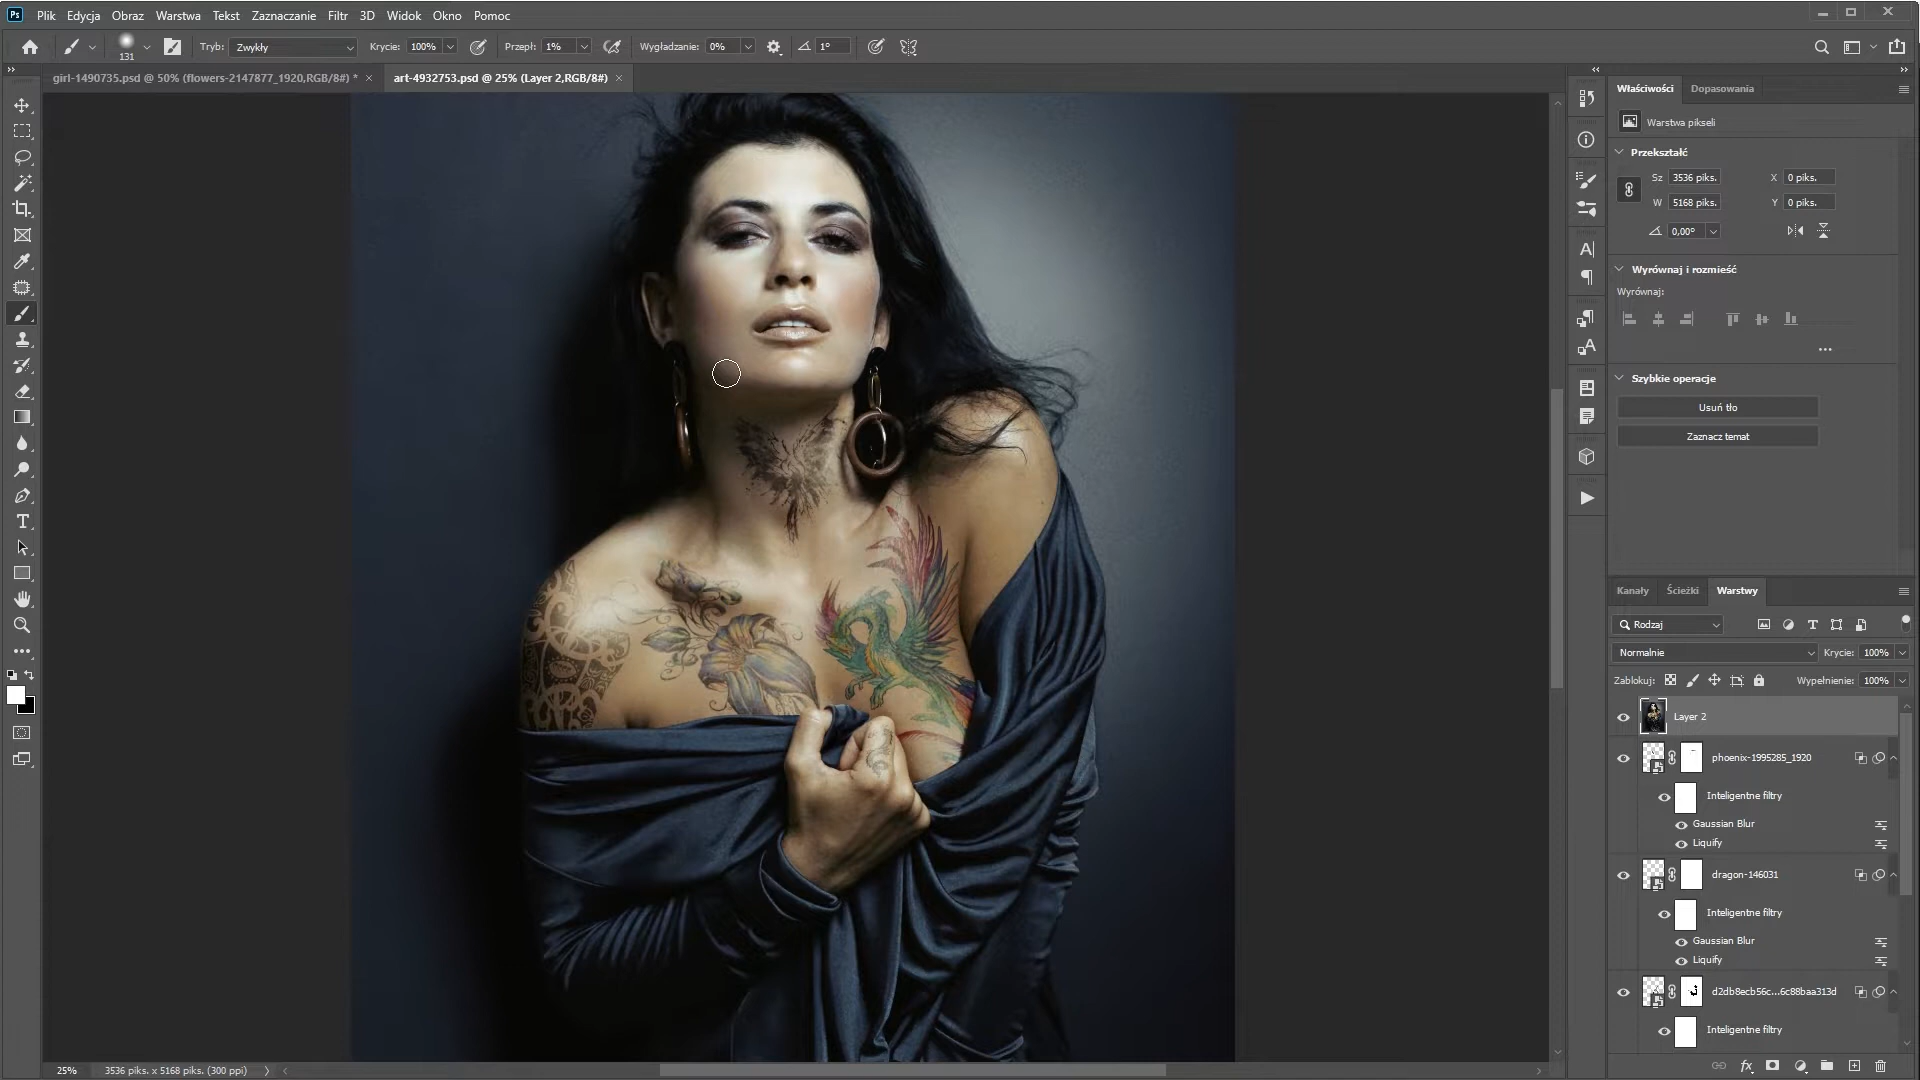 Ps Plik Edycja Obraz Warstwa Tekst Zaznaczanie Filtr 3D Widok Okno Pomoc
131 Tryb: Zwykły Krycie: 100% Przepł: 1% Wygładzanie: 0% 1°
girl-1490735.psd @ 50% (flowers-2147877_1920,RGB/8#) * × art-4932753.psd @ 25% (Layer 2,RGB/8#) ×
Właściwości Dopasowania
Warstwa pikseli
Przekształć
Sz 3536 piks. X 0 piks.
W 5168 piks. Y 0 piks.
0,00°
Wyrównaj i rozmieść
Wyrównaj:
Szybkie operacje
Usuń tło
Zaznacz temat
Kanały Ścieżki Warstwy
Rodzaj
Normalnie Krycie: 100%
Zablokuj: Wypełnienie: 100%
Layer 2
phoenix-1995285_1920
Inteligentne filtry
Gaussian Blur
Liquify
dragon-146031
Inteligentne filtry
Gaussian Blur
Liquify
d2db8ecb56c...6c88baa313d
Inteligentne filtry
25% 3536 piks. x 5168 piks. (300 ppi)